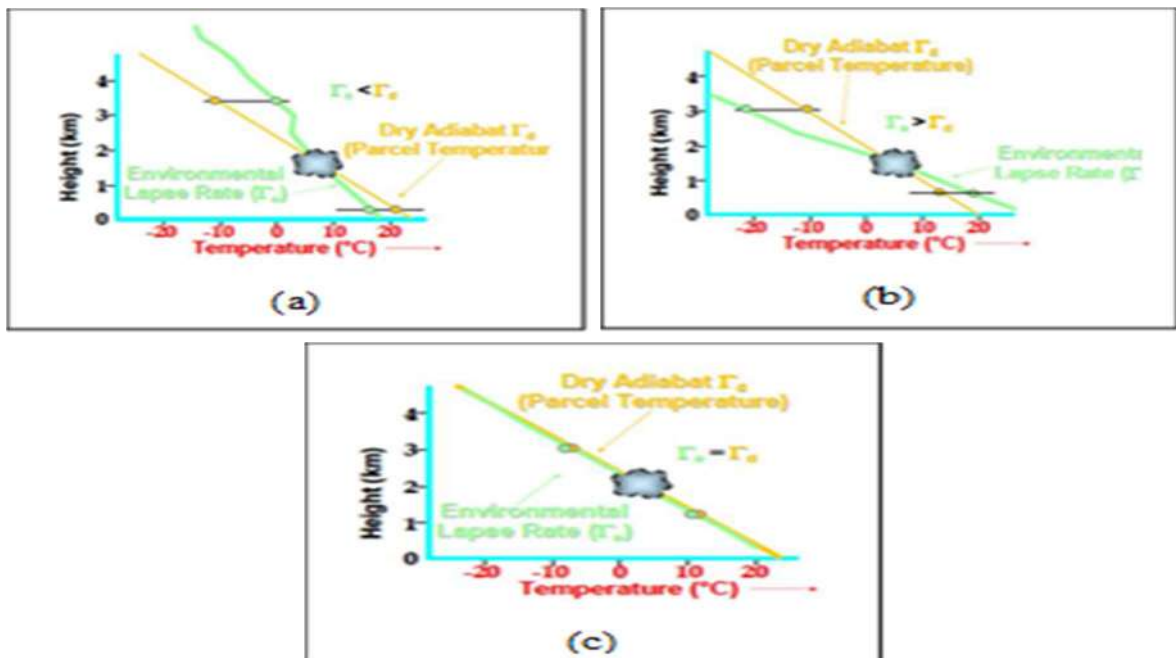 4
3
2
1
0
Height (km)
Γe < Γd
Dry Adiabat Γd
(Parcel Temperatur
Environmental
Lapse Rate (Γe)
-20 -10 0 10 20
Temperature (°C)
(a)
4
3
2
1
0
Height (km)
Dry Adiabat Γd
(Parcel Temperature)
Γe > Γd
Environmenta
Lapse Rate (Γ
-20 -10 0 10 20
Temperature (°C)
(b)
4
3
2
1
0
Height (km)
Dry Adiabat Γd
(Parcel Temperature)
Γe = Γd
Environmental
Lapse Rate (Γe)
-20 -10 0 10 20
Temperature (°C)
(c)